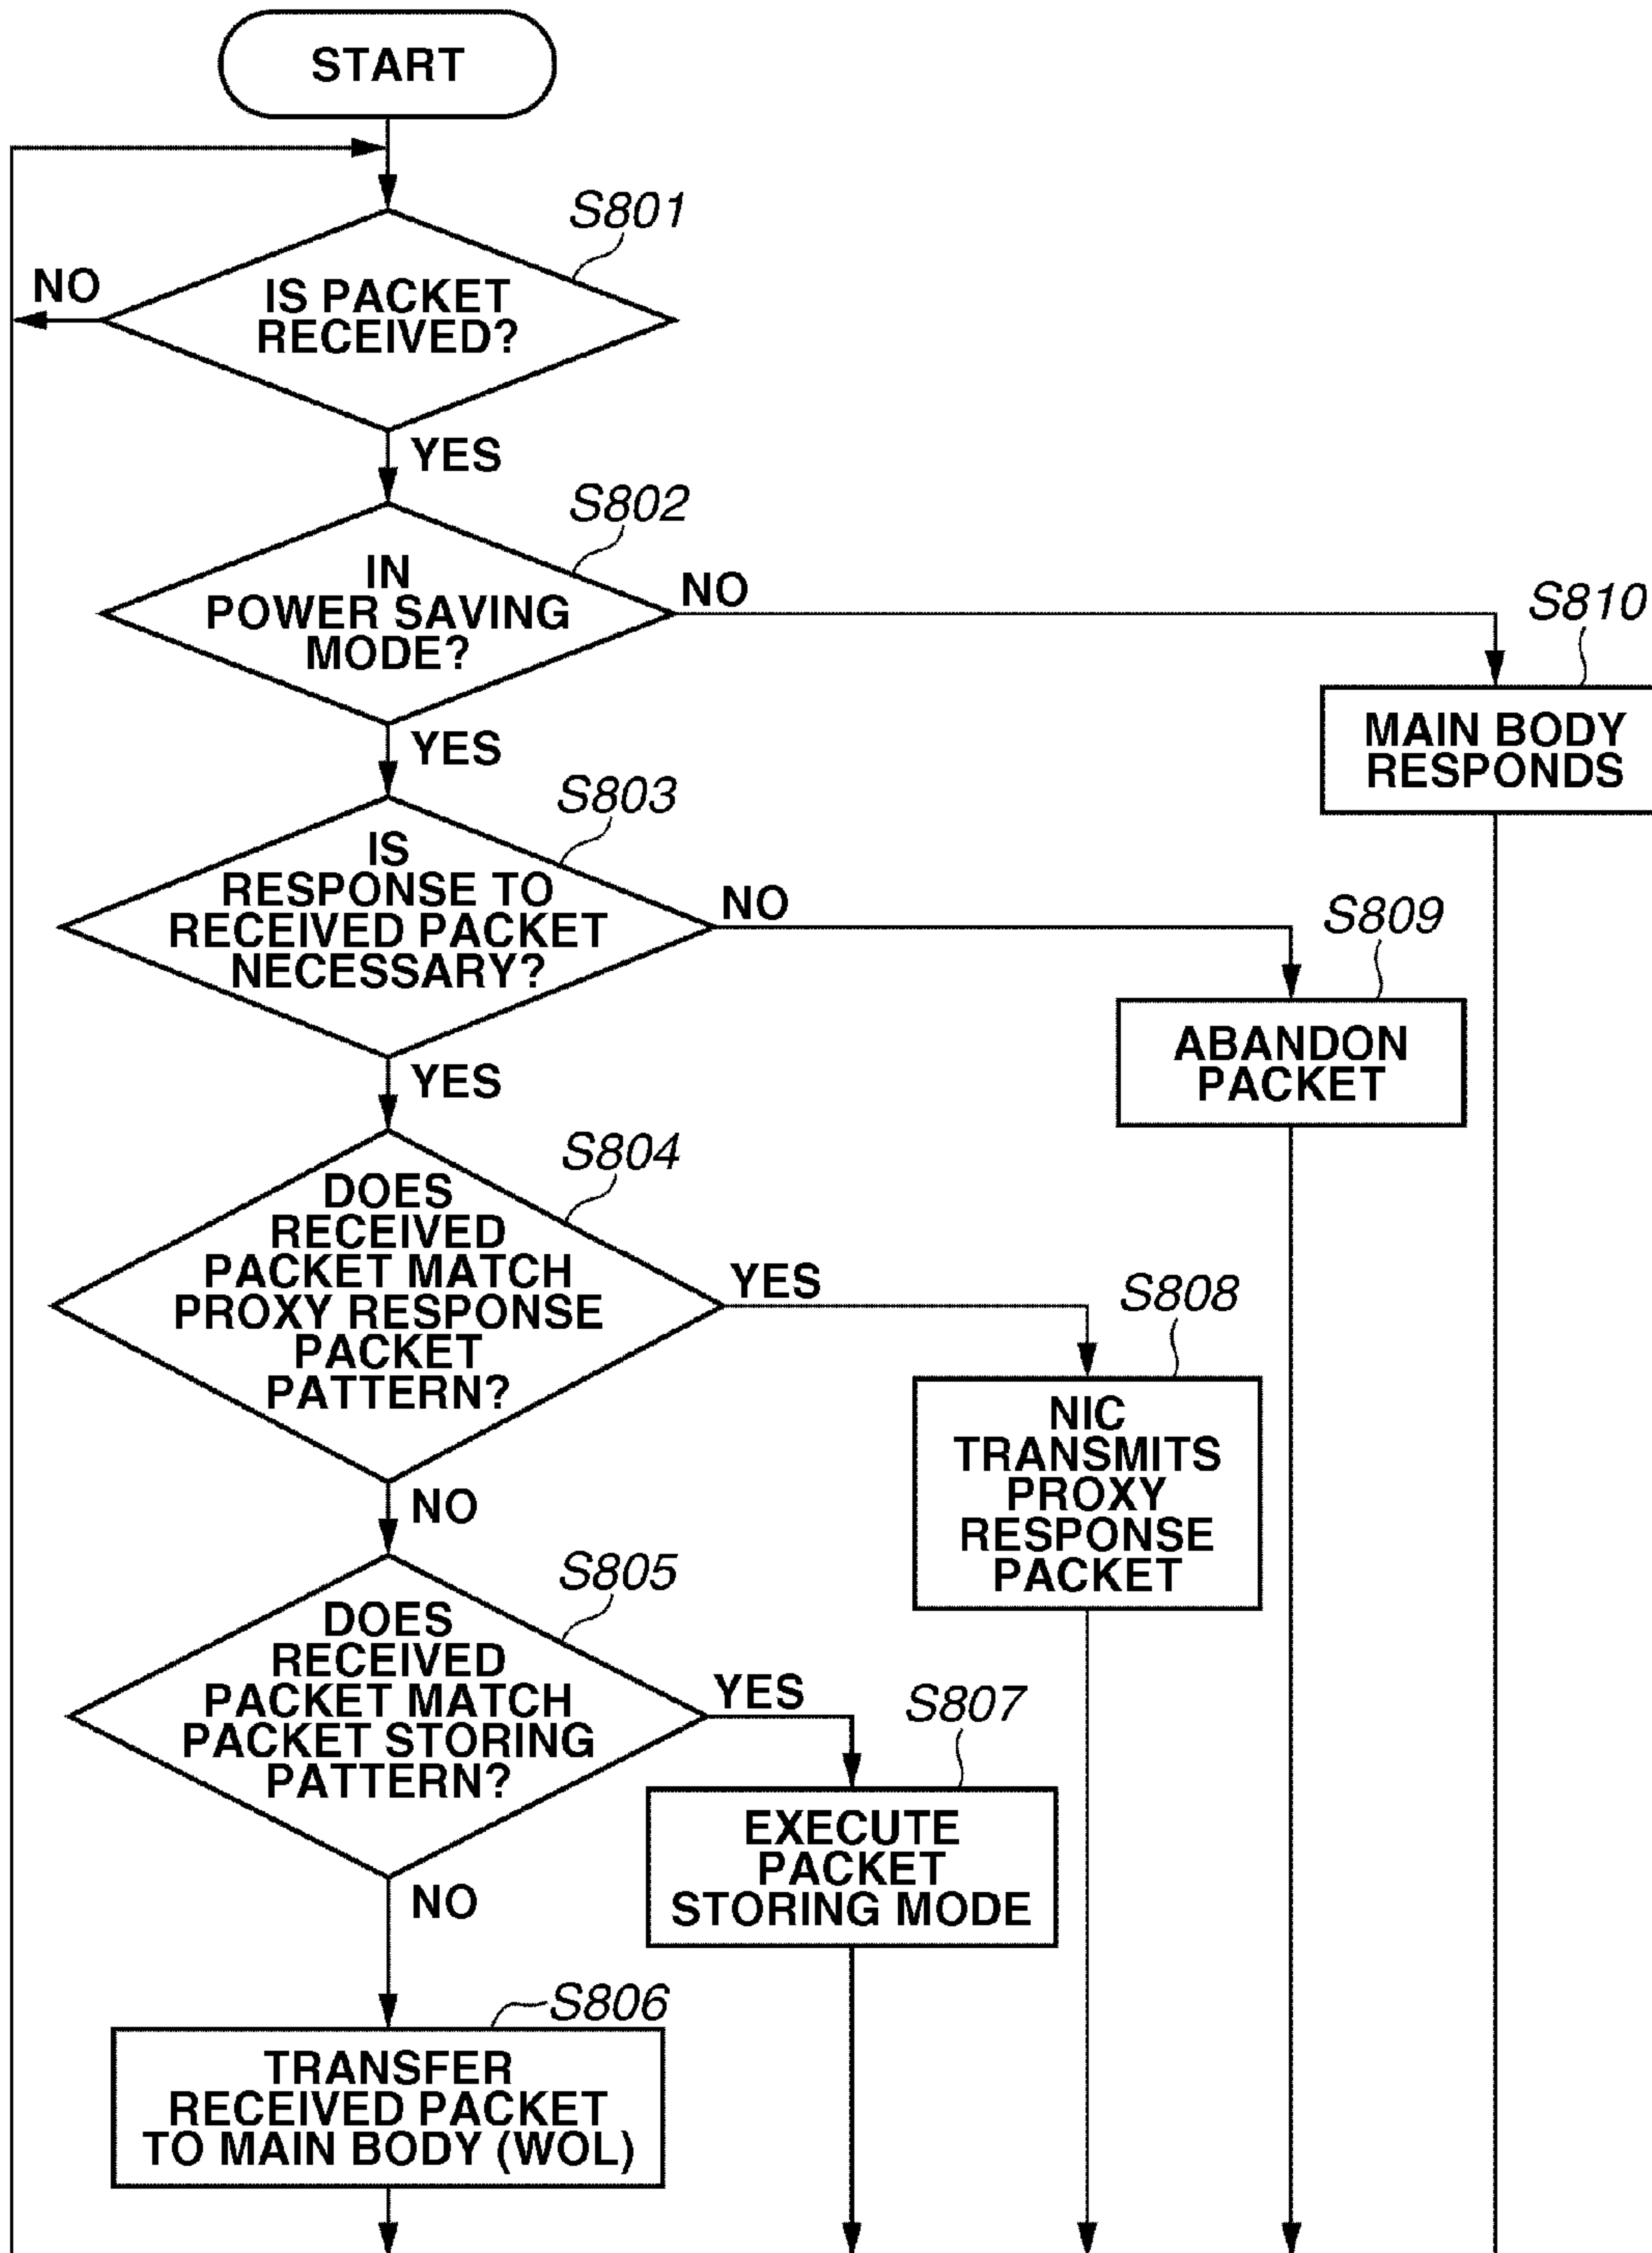 START
S801
NO
IS PACKET
RECEIVED?
YES
S802
IN
POWER SAVING
MODE?
NO
S810
MAIN BODY
RESPONDS
YES
S803
IS
RESPONSE TO
RECEIVED PACKET
NECESSARY?
NO
S809
ABANDON
PACKET
YES
S804
DOES
RECEIVED
PACKET MATCH
PROXY RESPONSE
PACKET
PATTERN?
YES
S808
NIC
TRANSMITS
PROXY
RESPONSE
PACKET
NO
S805
DOES
RECEIVED
PACKET MATCH
PACKET STORING
PATTERN?
YES
S807
EXECUTE
PACKET
STORING MODE
NO
S806
TRANSFER
RECEIVED PACKET
TO MAIN BODY (WOL)